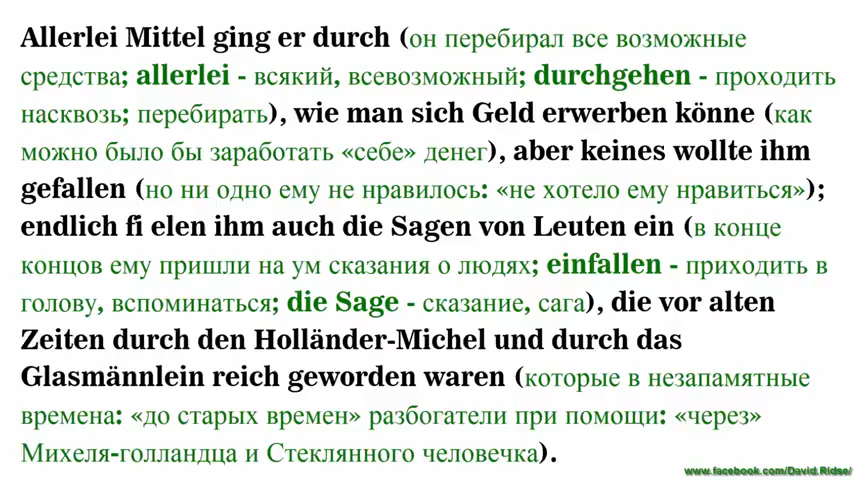 Allerlei Mittel ging er durch (он перебирал все возможные
средства; allerlei - всякий, всевозможный; durchgehen - проходить
насквозь; перебирать), wie man sich Geld erwerben könne (как
можно было бы заработать «себе» денег), aber keines wollte ihm
gefallen (но ни одно ему не нравилось: «не хотело ему нравиться»);
endlich fi elen ihm auch die Sagen von Leuten ein (в конце
концов ему пришли на ум сказания о людях; einfallen - приходить в
голову, вспоминаться; die Sage - сказание, сага), die vor alten
Zeiten durch den Holländer-Michel und durch das
Glasmännlein reich geworden waren (которые в незапамятные
времена: «до старых времен» разбогатели при помощи: «через»
Михеля-голландца и Стеклянного человечка).
www.facebook.com/David.Ridse/